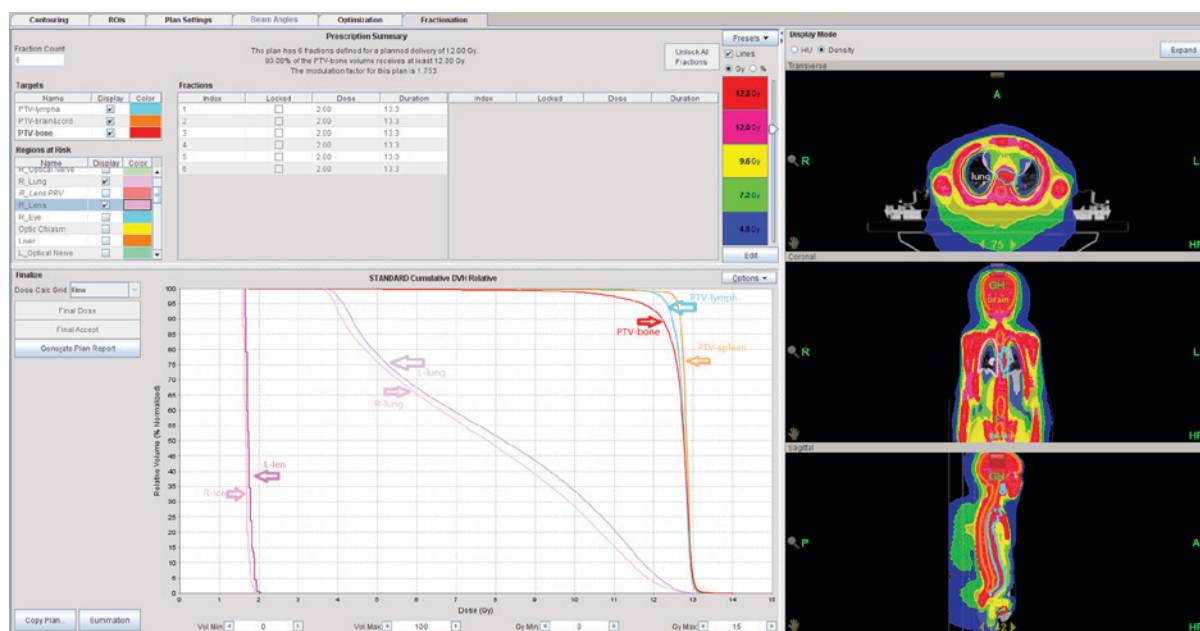 Contouring ROIs Plan Settings Beam Angles Optimization Fractionation
Prescription Summary
Fraction Count
6
The plan has 6 fractions defined for a planned delivery of 12.00 Gy.
90.00% of the PTV-bone volume receives at least 12.00 Gy.
The modulation factor for this plan is 1.753.
Unlock All
Fractions
Targets
Name Display Color
PTV-lympha
PTV-brain&cord
PTV-bone
Regions at Risk
Name Display Color
R_Optical Nerve
R_Lung
R_Lens PRV
R_Lens
R_Eye
Optic Chiasm
Liver
L_Optical Nerve
Fractions
Index Locked Dose Duration Index Locked Dose Duration
1 2.00 13.3
2 2.00 13.3
3 2.00 13.3
4 2.00 13.3
5 2.00 13.3
6 2.00 13.3
Presets
Lines
Gy %
12.8 Gy
12.0 Gy
9.6 Gy
7.2 Gy
4.8 Gy
Edit
Finalize
Dose Calc Grid Fine
Final Dose
Final Accept
Generate Plan Report
Copy Plan...
Summation
STANDARD Cumulative DVH Relative
Options
Relative Volume (% Normalized)
100
95
90
85
80
75
70
65
60
55
50
45
40
35
30
25
20
15
10
5
0
PTV-lymph
PTV-bone
PTV-spleen
L-lung
R-lung
L-len
R-len
0 1 2 3 4 5 6 7 8 9 10 11 12 13 14 15
Dose (Gy)
Vol Min: 0 Vol Max: 100 Gy Min: 0 Gy Max: 15
Display Mode
HU Density
Expand
Transverse
A
R
L
lung
75
HF
Coronal
GH
brain
R
L
HF
Sagittal
GH
P
A
HF